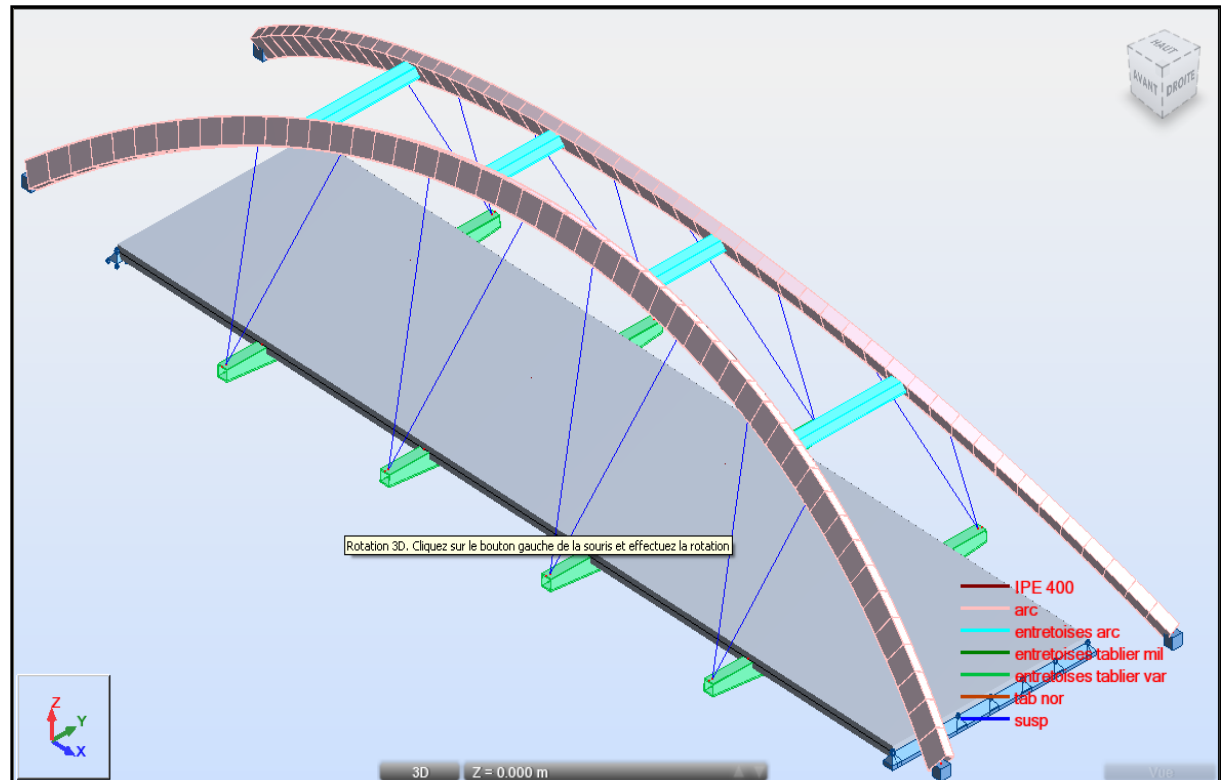 HAUT
AVANT
DROITE
Rotation 3D. Cliquez sur le bouton gauche de la souris et effectuez la rotation
IPE 400
arc
entretoises arc
entretoises tablier mil
entretoises tablier var
tab nor
susp
Z
Y
X
3D
Z = 0.000 m
Vue